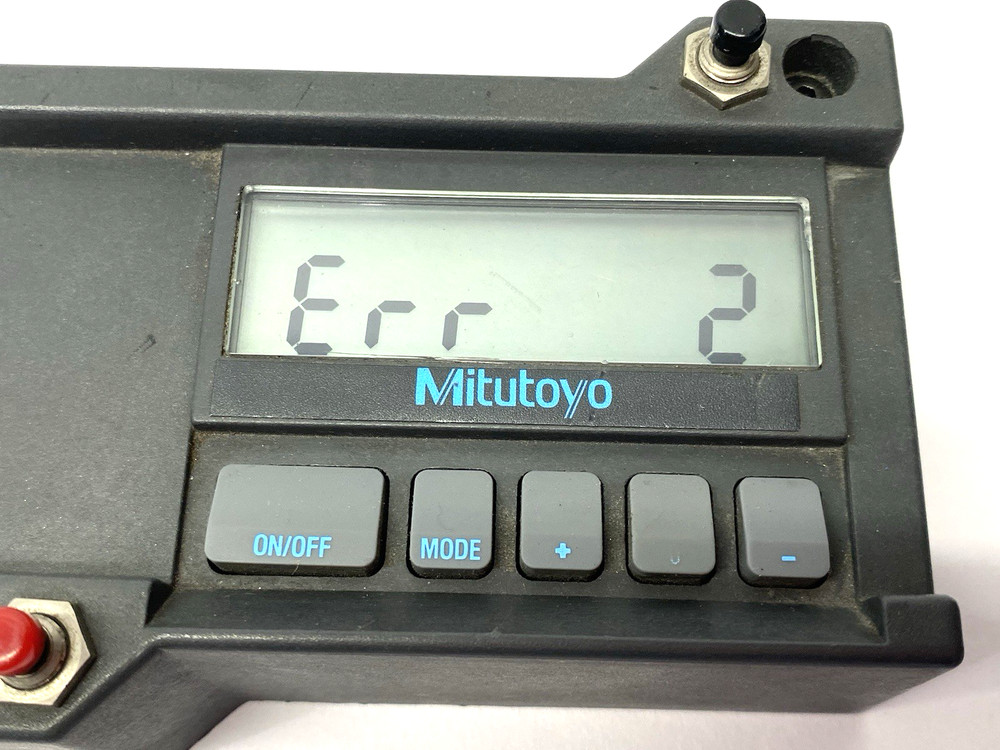 Err 2
Mitutoyo
ON/OFF MODE + -